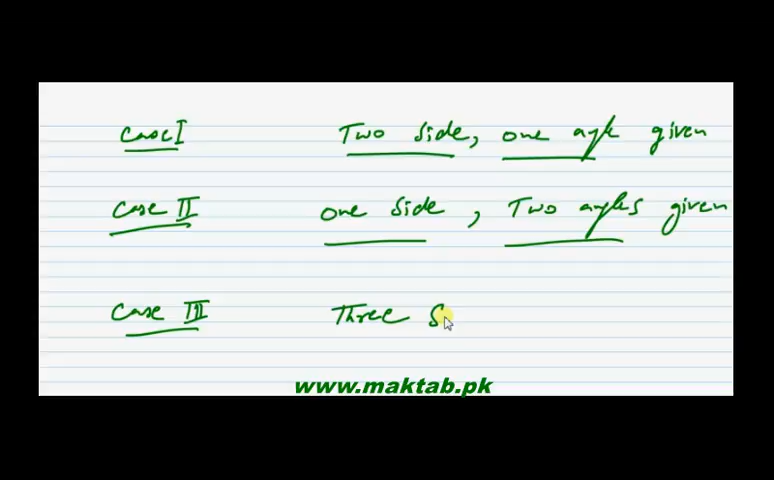 Case I Two side, one angle given
Case II one side, Two angles given
Case III Three S
www.maktab.pk